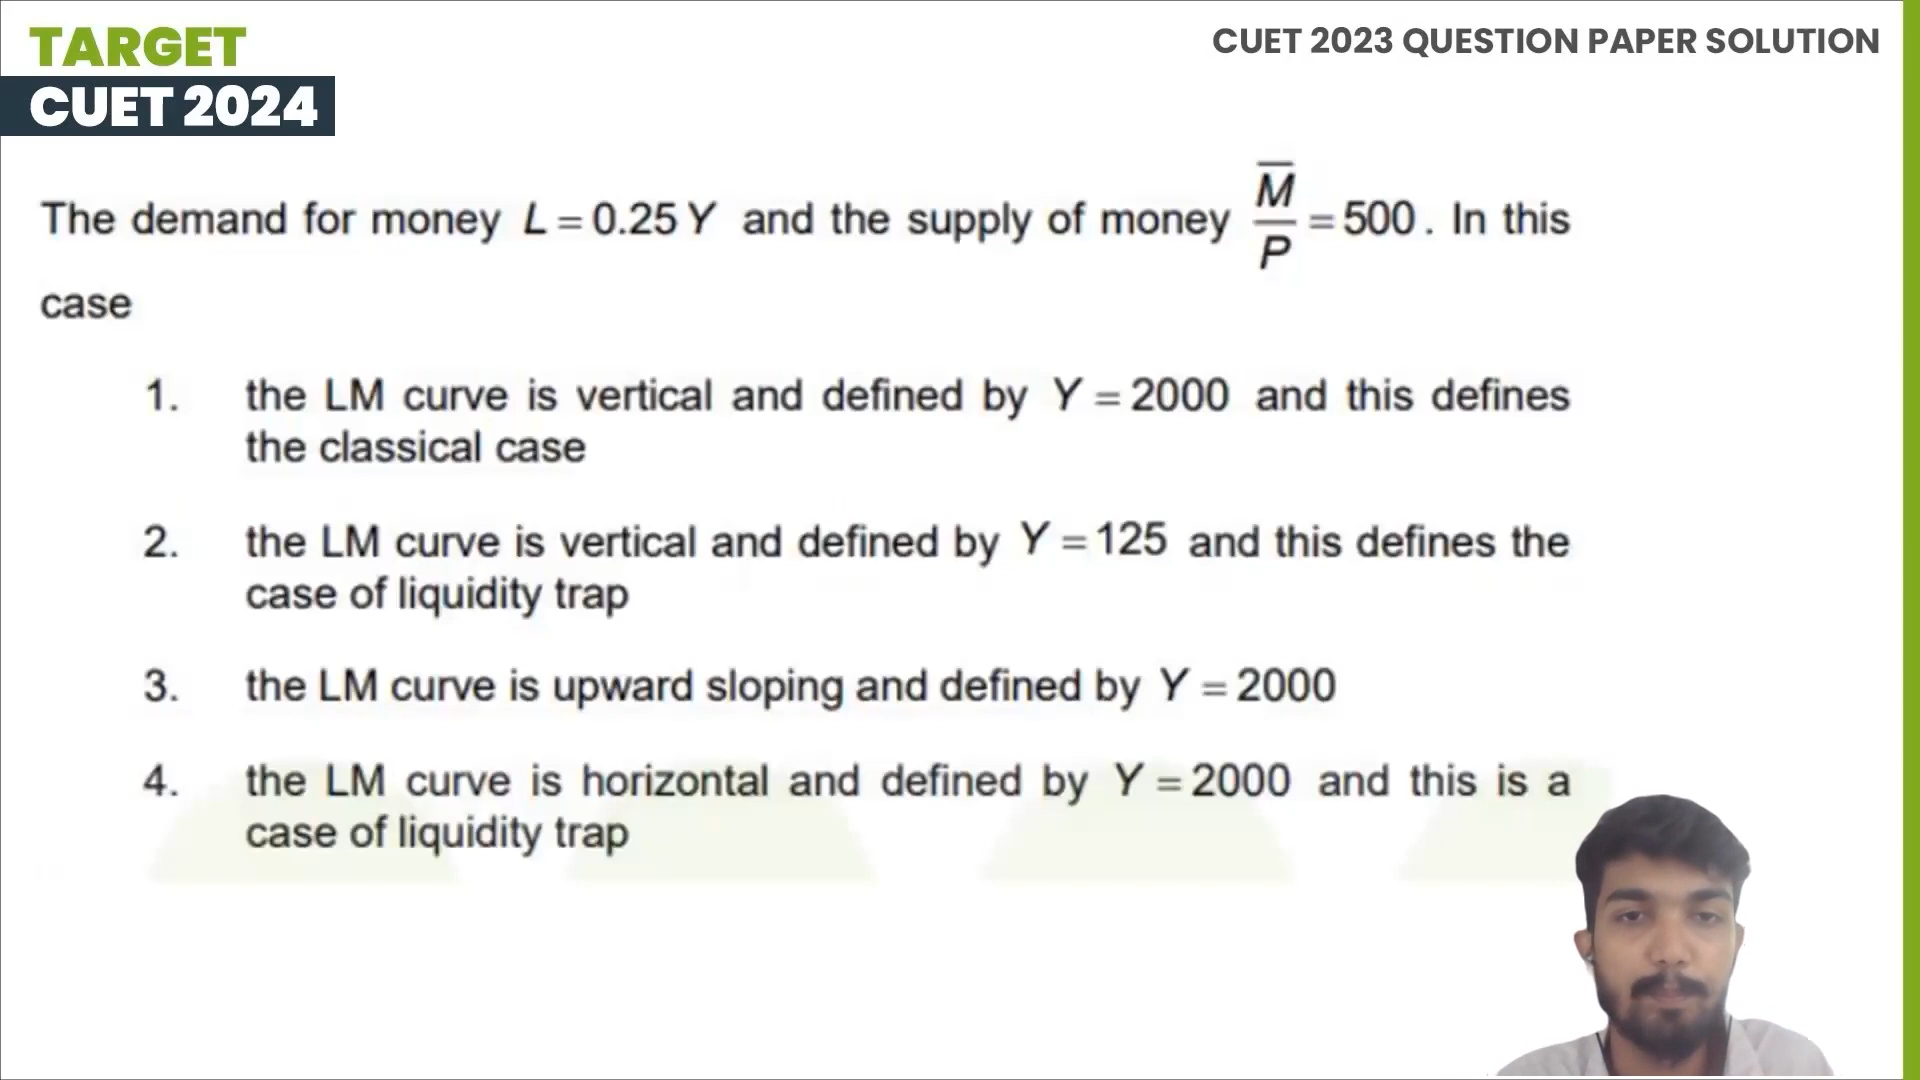 TARGET
CUET 2024
CUET 2023 QUESTION PAPER SOLUTION
The demand for money L = 0.25 Y and the supply of money M̅/P = 500. In this
case
1. the LM curve is vertical and defined by Y = 2000 and this defines
the classical case
2. the LM curve is vertical and defined by Y = 125 and this defines the
case of liquidity trap
3. the LM curve is upward sloping and defined by Y = 2000
4. the LM curve is horizontal and defined by Y = 2000 and this is a
case of liquidity trap